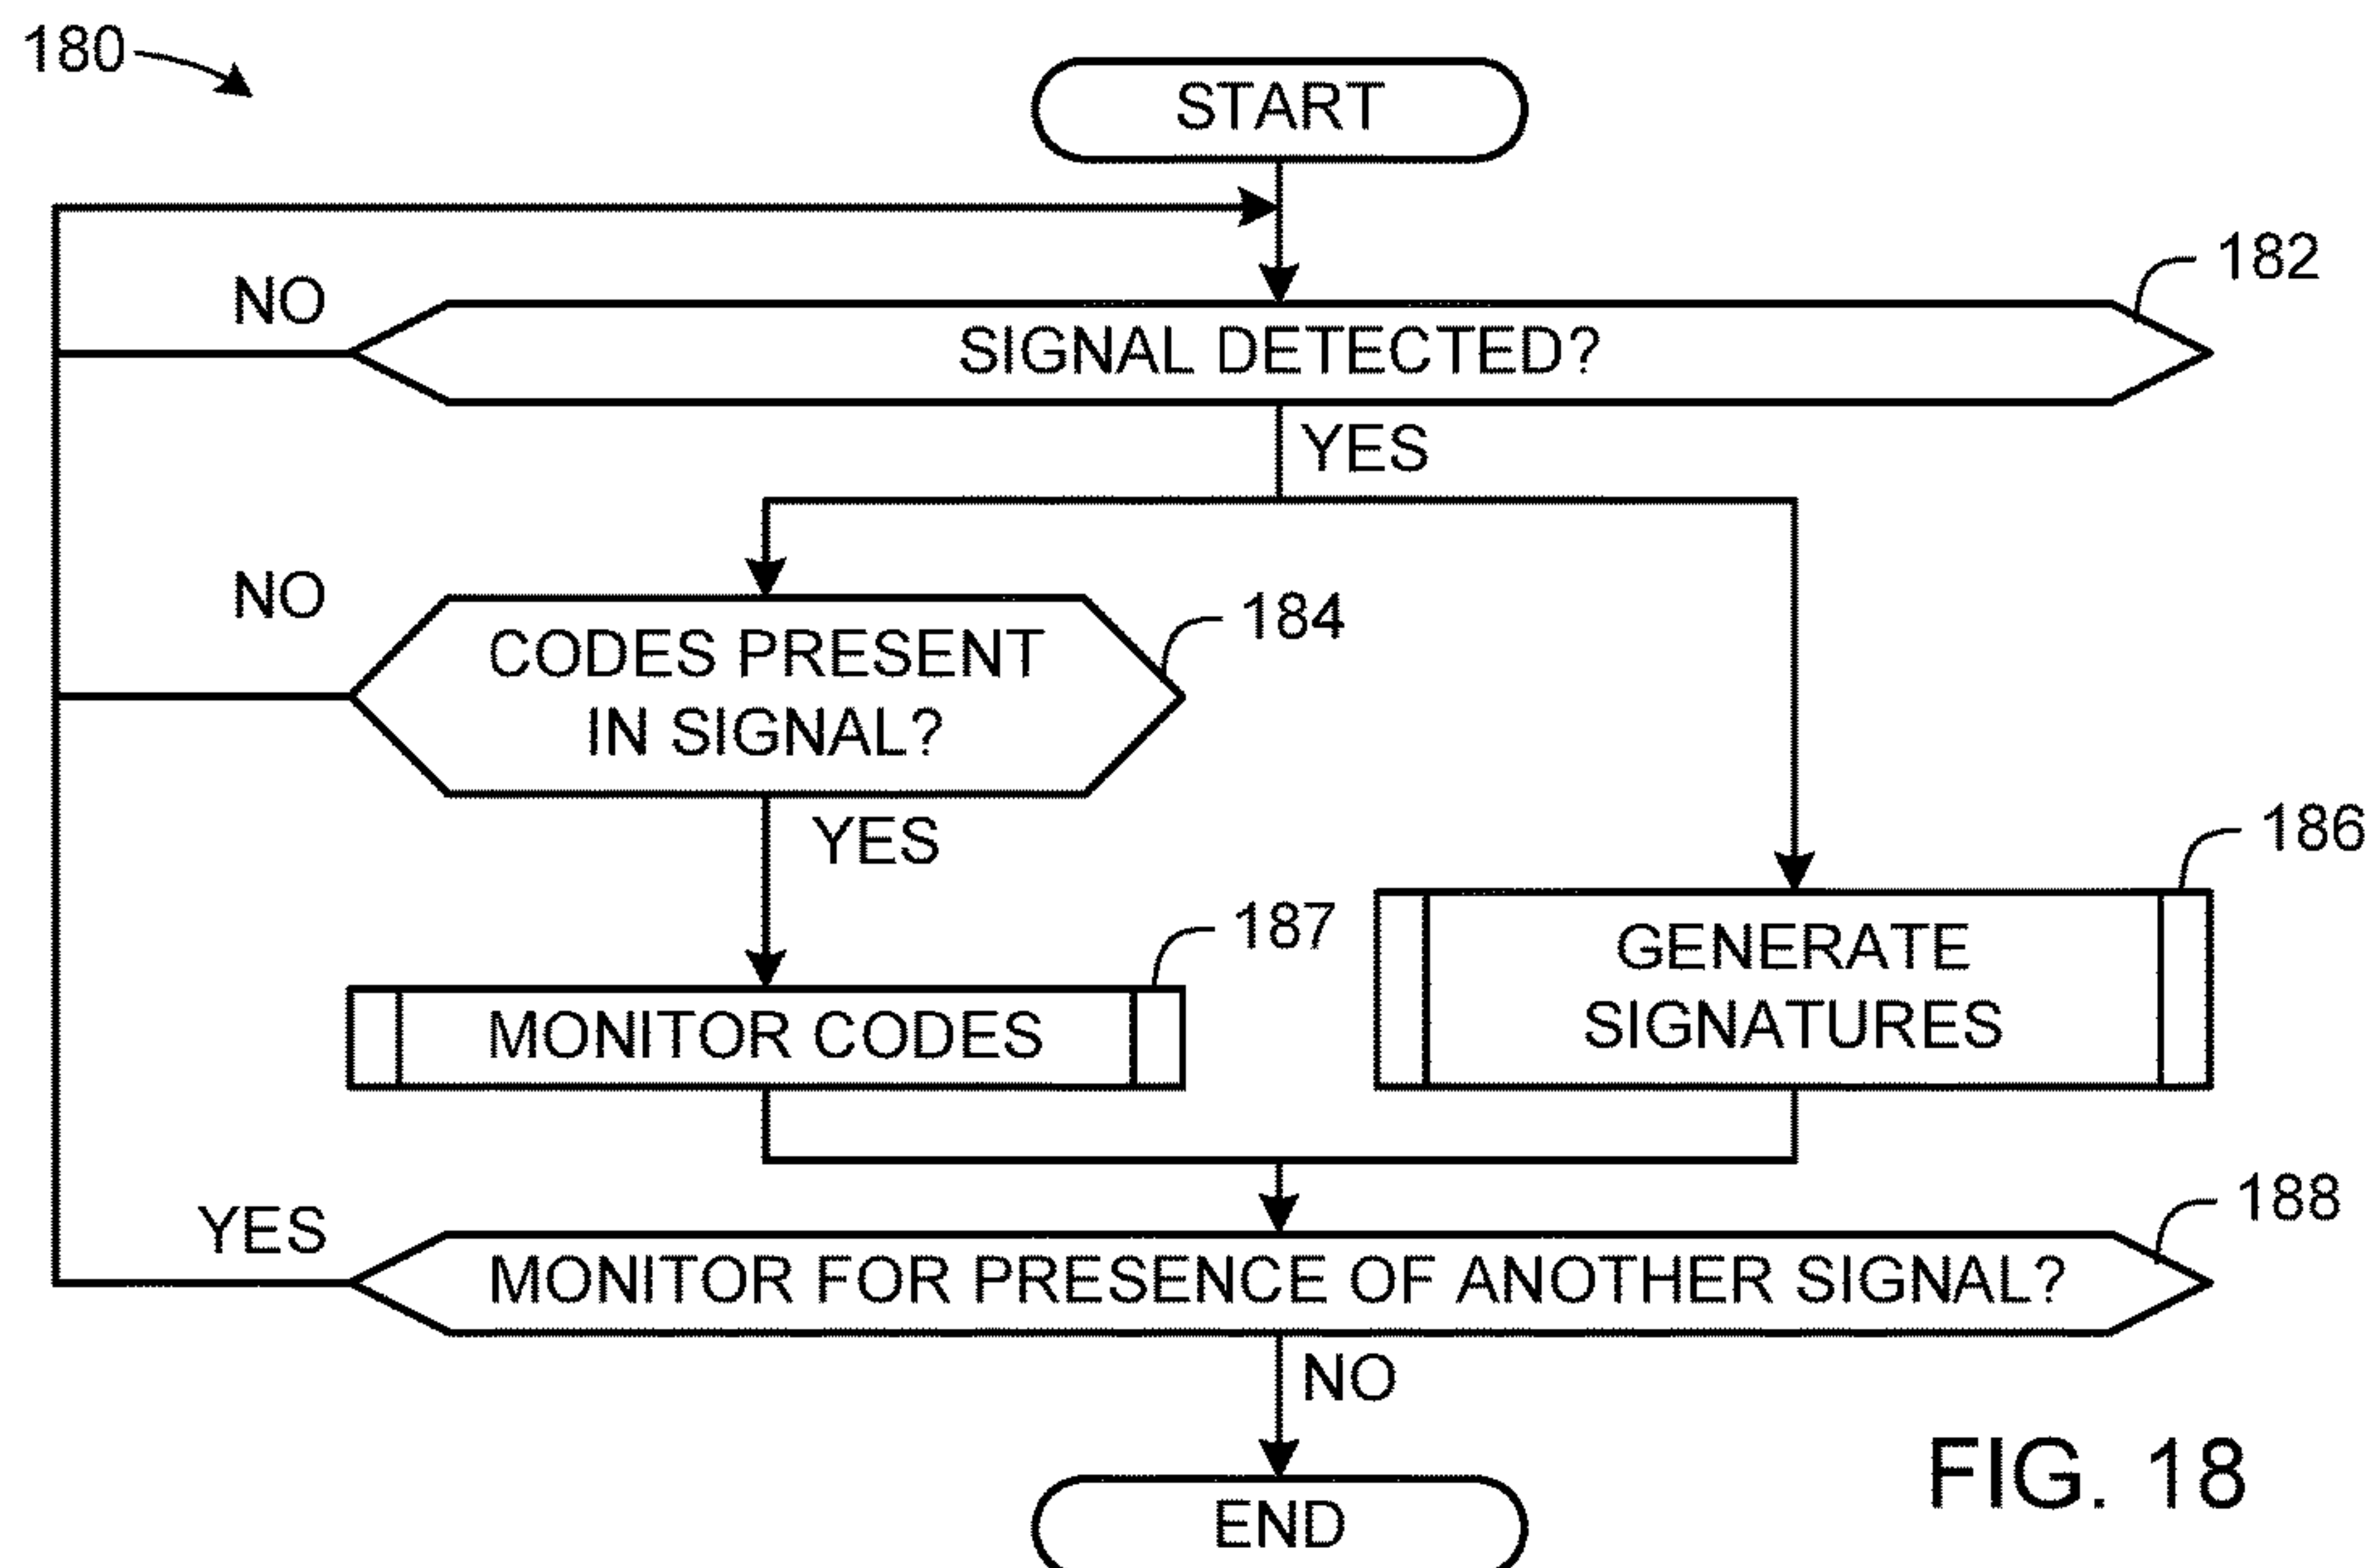 180
START
NO
182
SIGNAL DETECTED?
YES
NO
184
CODES PRESENT
IN SIGNAL?
YES
186
187
GENERATE
SIGNATURES
MONITOR CODES
188
YES
MONITOR FOR PRESENCE OF ANOTHER SIGNAL?
NO
FIG. 18
END